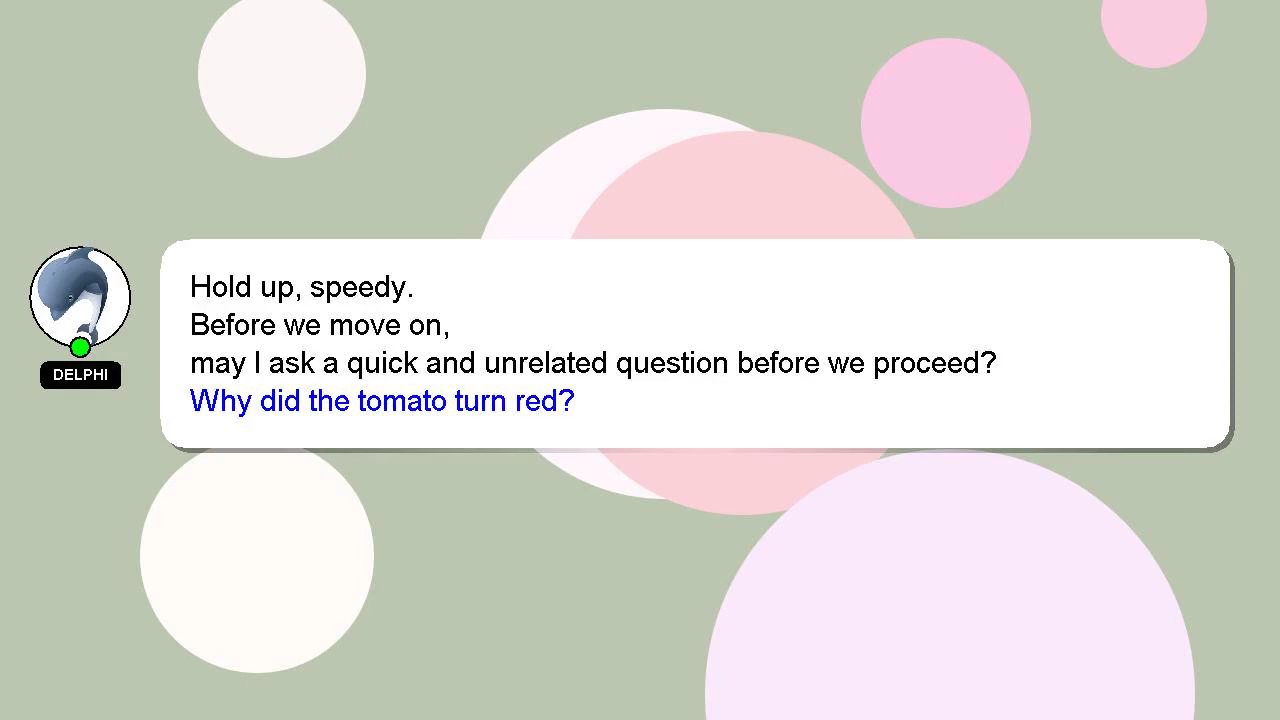 Hold up, speedy.
Before we move on,
may I ask a quick and unrelated question before we proceed?
Why did the tomato turn red?
DELPHI